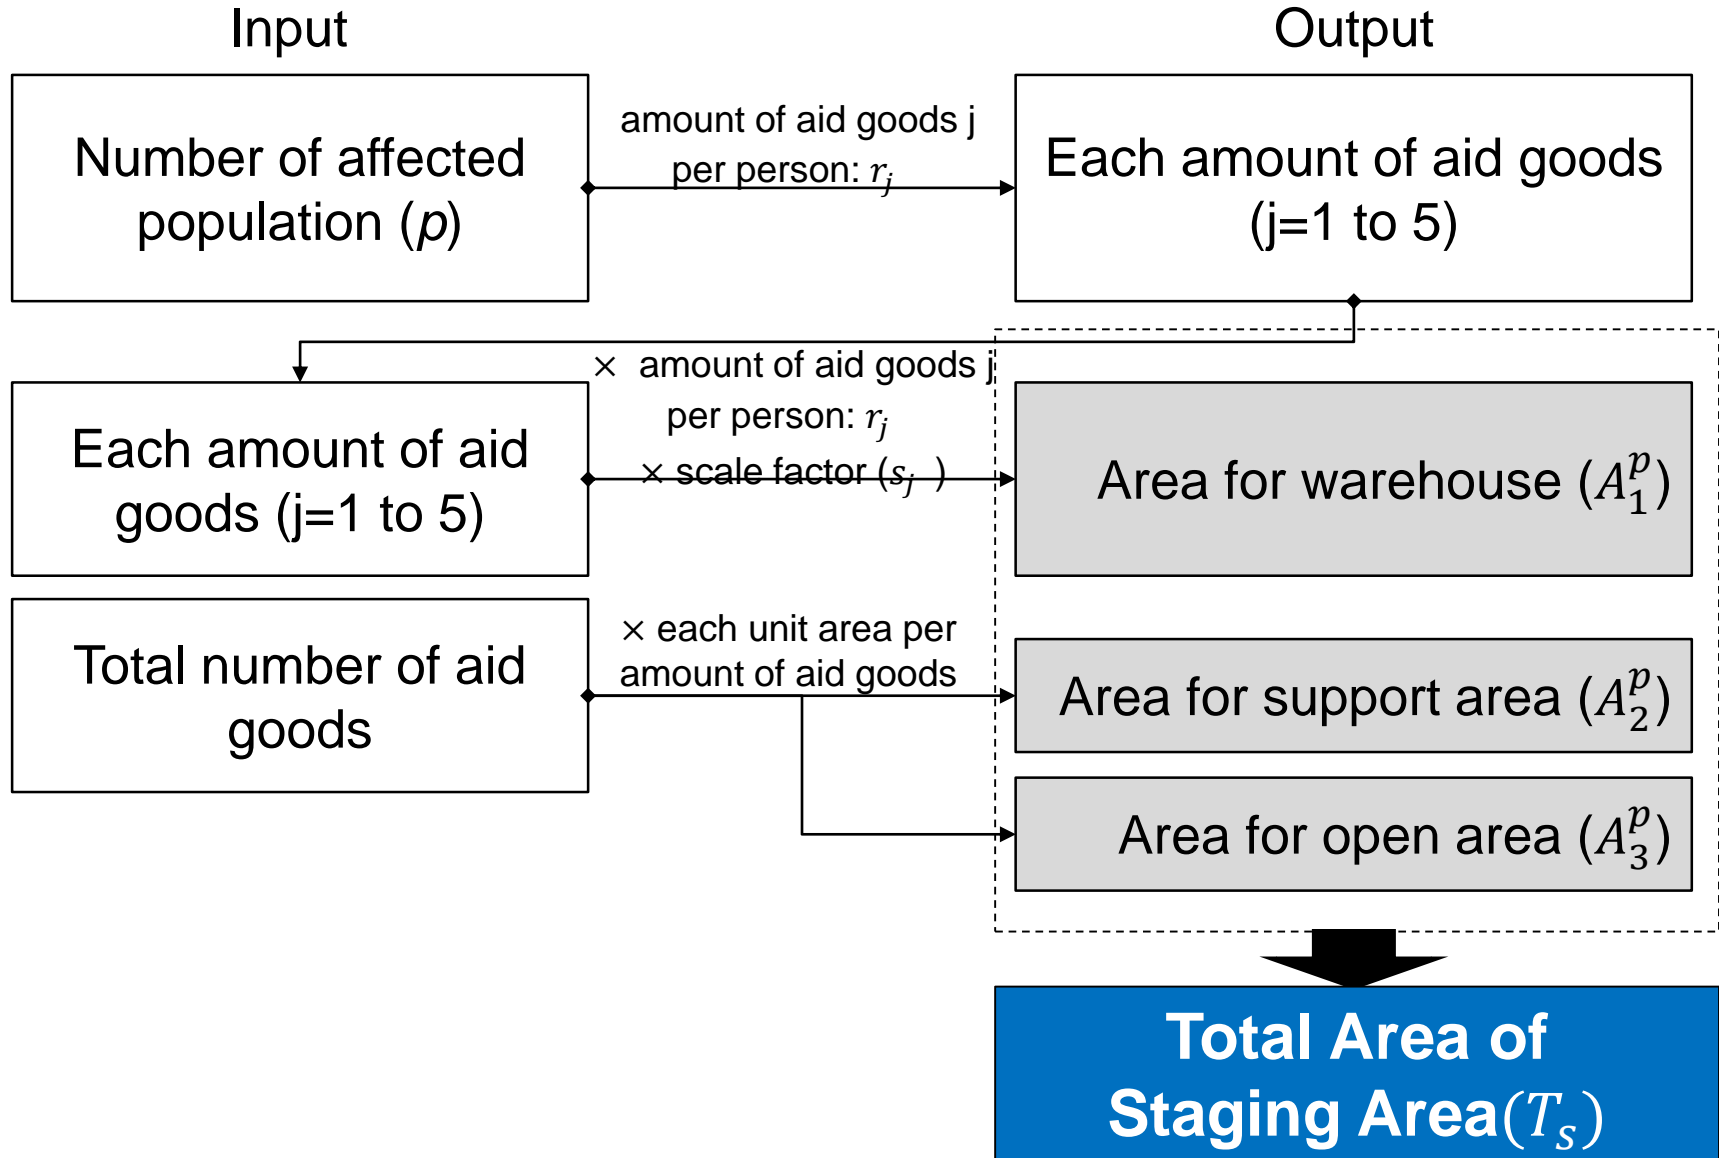 Input
Output
Number of affected
population (p)
amount of aid goods j
per person: r_j
Each amount of aid goods
(j=1 to 5)
Each amount of aid
goods (j=1 to 5)
× amount of aid goods j
per person: r_j
× scale factor (s_j )
Area for warehouse (A_1^p)
Total number of aid
goods
× each unit area per
amount of aid goods
Area for support area (A_2^p)
Area for open area (A_3^p)
Total Area of
Staging Area(T_s)